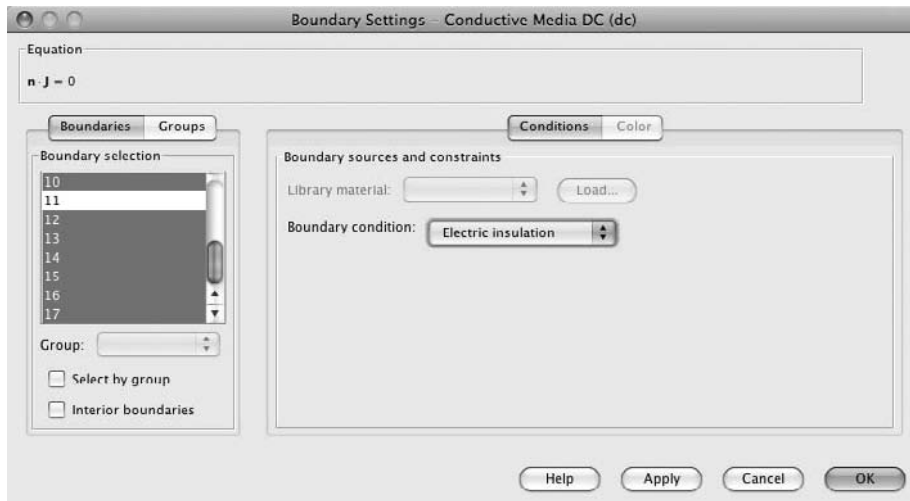 Boundary Settings – Conductive Media DC (dc)
Equation
n · J = 0
Boundaries Groups
Boundary selection
10
11
12
13
14
15
16
17
Group:
Select by group
Interior boundaries
Conditions Color
Boundary sources and constraints
Library material: Load...
Boundary condition: Electric insulation
Help Apply Cancel OK